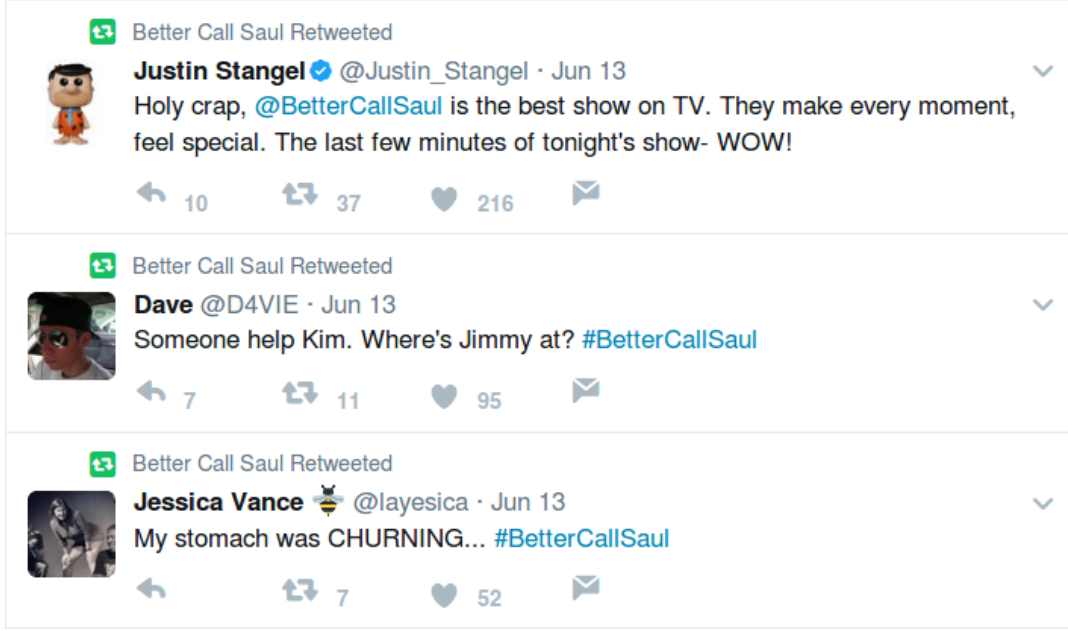 Better Call Saul Retweeted
Justin Stangel @Justin_Stangel · Jun 13
Holy crap, @BetterCallSaul is the best show on TV. They make every moment,
feel special. The last few minutes of tonight's show- WOW!
10 37 216
Better Call Saul Retweeted
Dave @D4VIE · Jun 13
Someone help Kim. Where's Jimmy at? #BetterCallSaul
7 11 95
Better Call Saul Retweeted
Jessica Vance 🐝 @layesica · Jun 13
My stomach was CHURNING... #BetterCallSaul
7 52